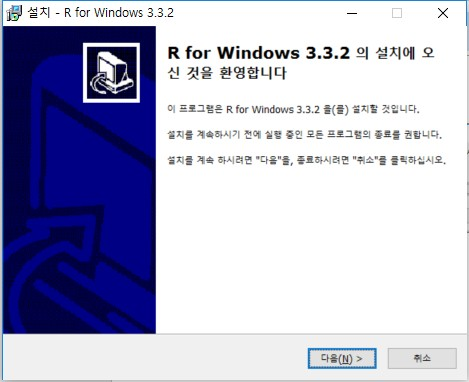 설치 - R for Windows 3.3.2
R for Windows 3.3.2 의 설치에 오
신 것을 환영합니다
이 프로그램은 R for Windows 3.3.2 을(를) 설치할 것입니다.
설치를 계속하시기 전에 실행 중인 모든 프로그램의 종료를 권합니다.
설치를 계속 하시려면 "다음"을, 종료하시려면 "취소"를 클릭하십시오.
다음(N) > 취소